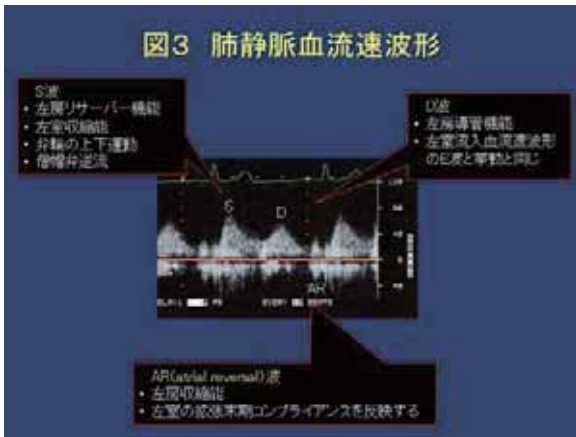 図3 肺静脈血流速波形
S波
• 左房リザーバー機能
• 左室収縮能
• 弁輪の上下運動
• 僧帽弁逆流
D波
• 左房導管機能
• 左室流入血流速波形
のE波と挙動と同じ
S
D
AR
EVERY
AR(atrial reversal)波
• 左房収縮能
• 左室の拡張末期コンプライアンスを反映する